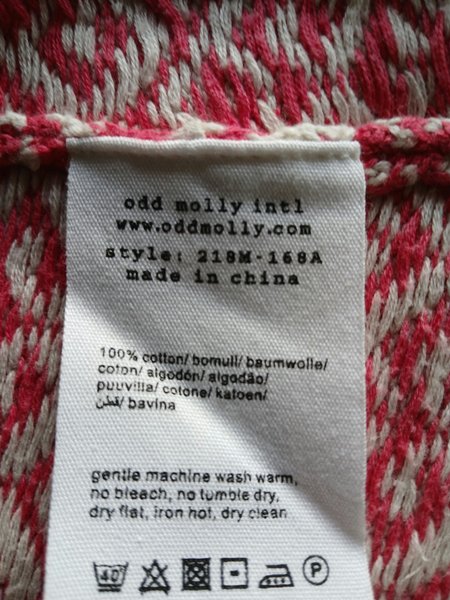 odd molly intl
www.oddmolly.com
style: 218M-168A
made in china
100% cotton/ bomull/ baumwolle/
coton/ algodón/ algodão/
puuvilla/ cotone/ katoen/
قطن/ bavlna
gentle machine wash warm,
no bleach, no tumble dry,
dry flat, iron hot, dry clean
40 P